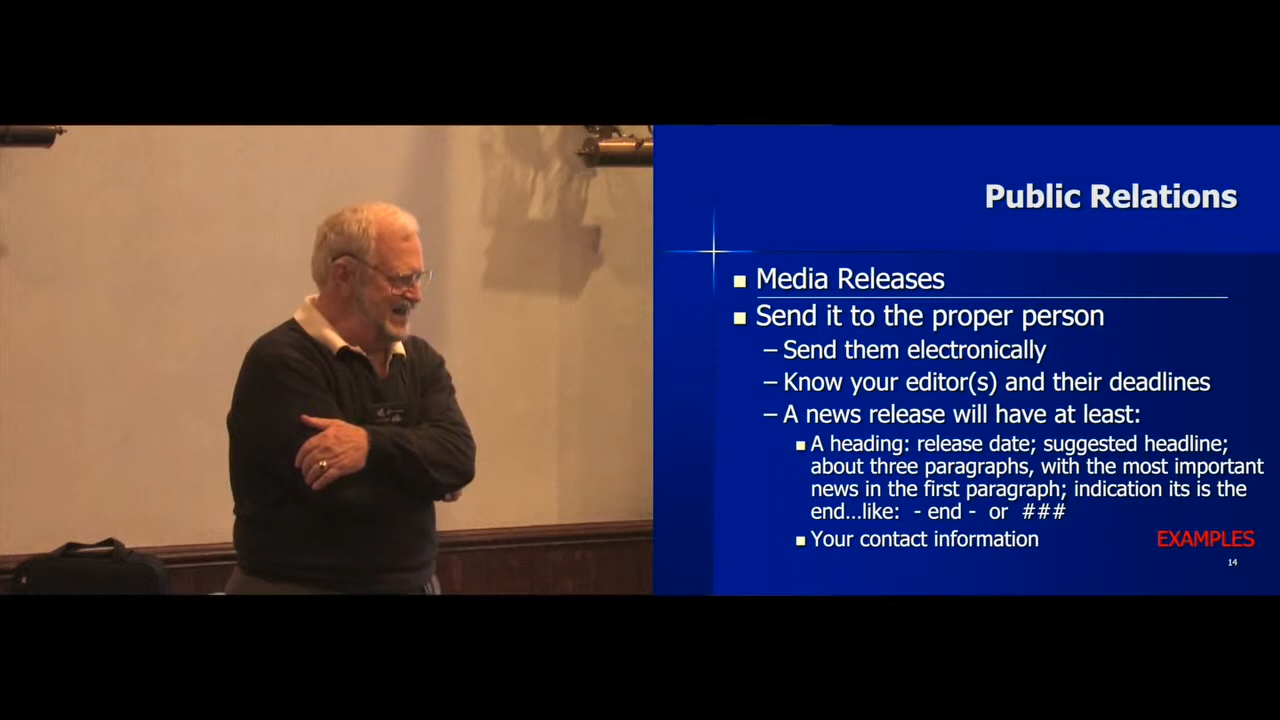 Public Relations
Media Releases
Send it to the proper person
– Send them electronically
– Know your editor(s) and their deadlines
– A news release will have at least:
A heading: release date; suggested headline;
about three paragraphs, with the most important
news in the first paragraph; indication its is the
end...like: - end - or ###
Your contact information
EXAMPLES
14